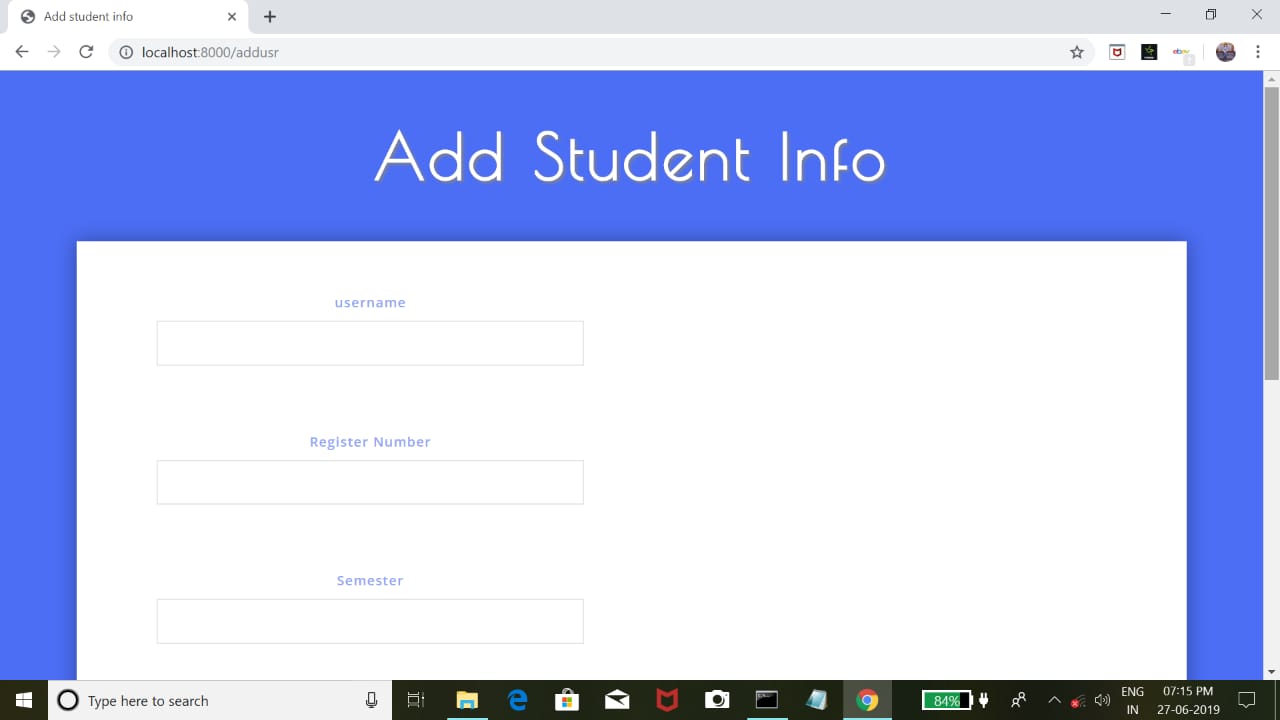 Add student info
localhost:8000/addusr
ebay
Add Student Info
username
Register Number
Semester
Type here to search
84%
ENG
IN
07:15 PM
27-06-2019